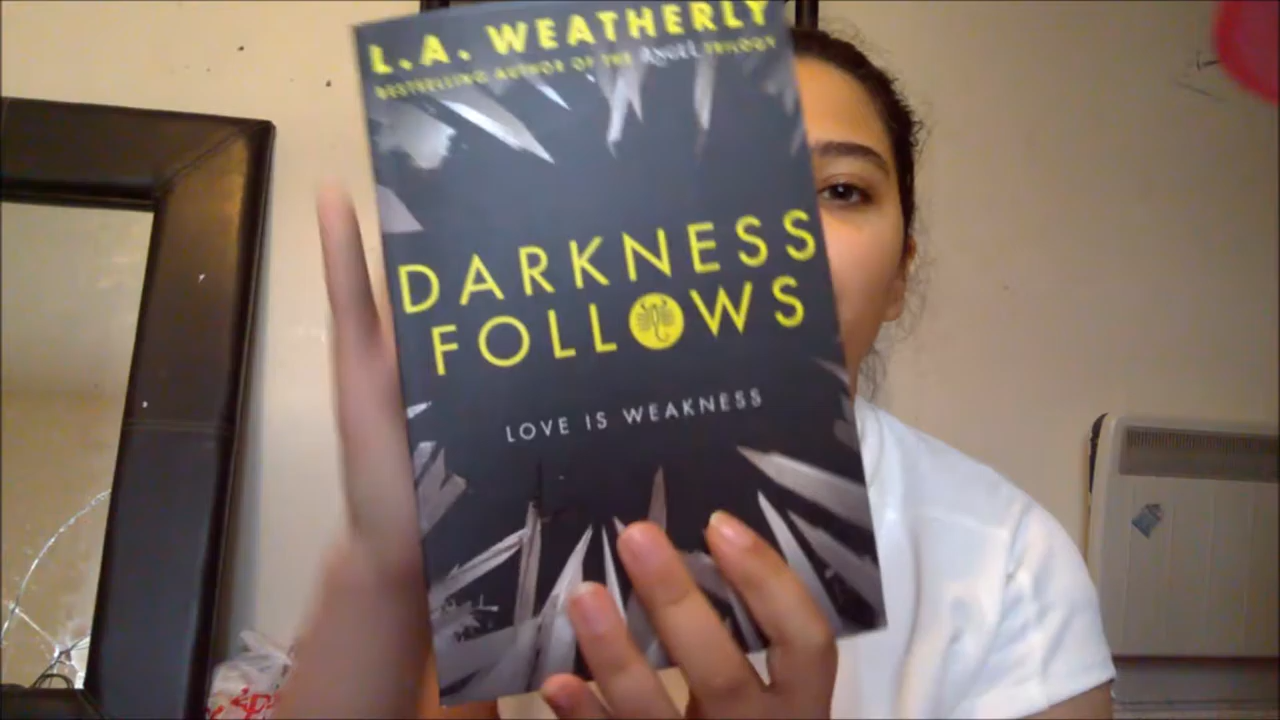 L.A. WEATHERLY
BESTSELLING AUTHOR OF THE ANGEL TRILOGY
DARKNESS
FOLLOWS
LOVE IS WEAKNESS